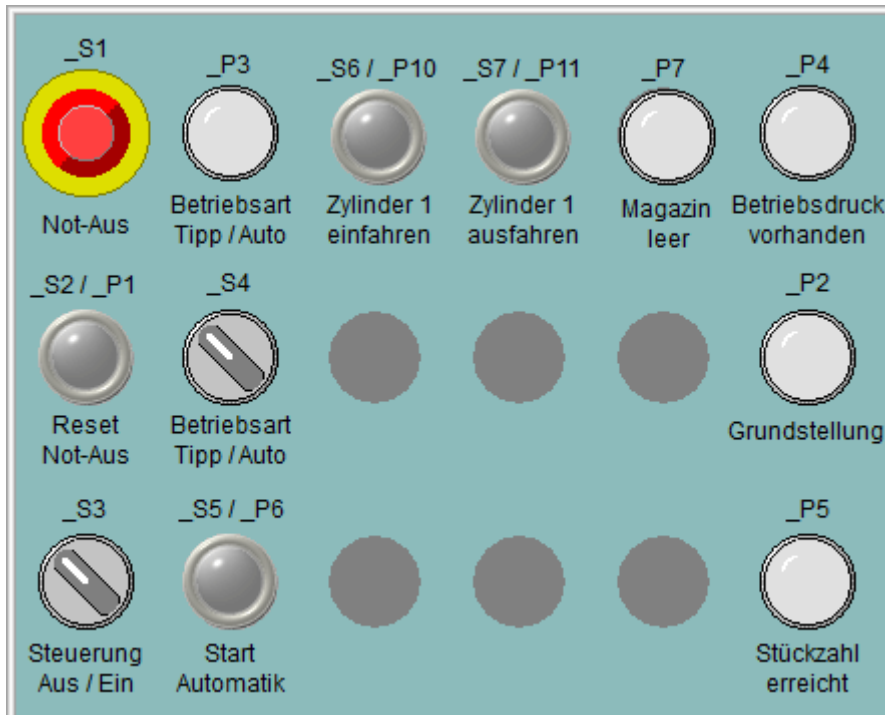 _S1
_P3
_S6 / _P10
_S7 / _P11
_P7
_P4
Not-Aus
Betriebsart
Tipp / Auto
Zylinder 1
einfahren
Zylinder 1
ausfahren
Magazin
leer
Betriebsdruck
vorhanden
_S2 / _P1
_S4
_P2
Reset
Not-Aus
Betriebsart
Tipp / Auto
Grundstellung
_S3
_S5 / _P6
_P5
Steuerung
Aus / Ein
Start
Automatik
Stückzahl
erreicht